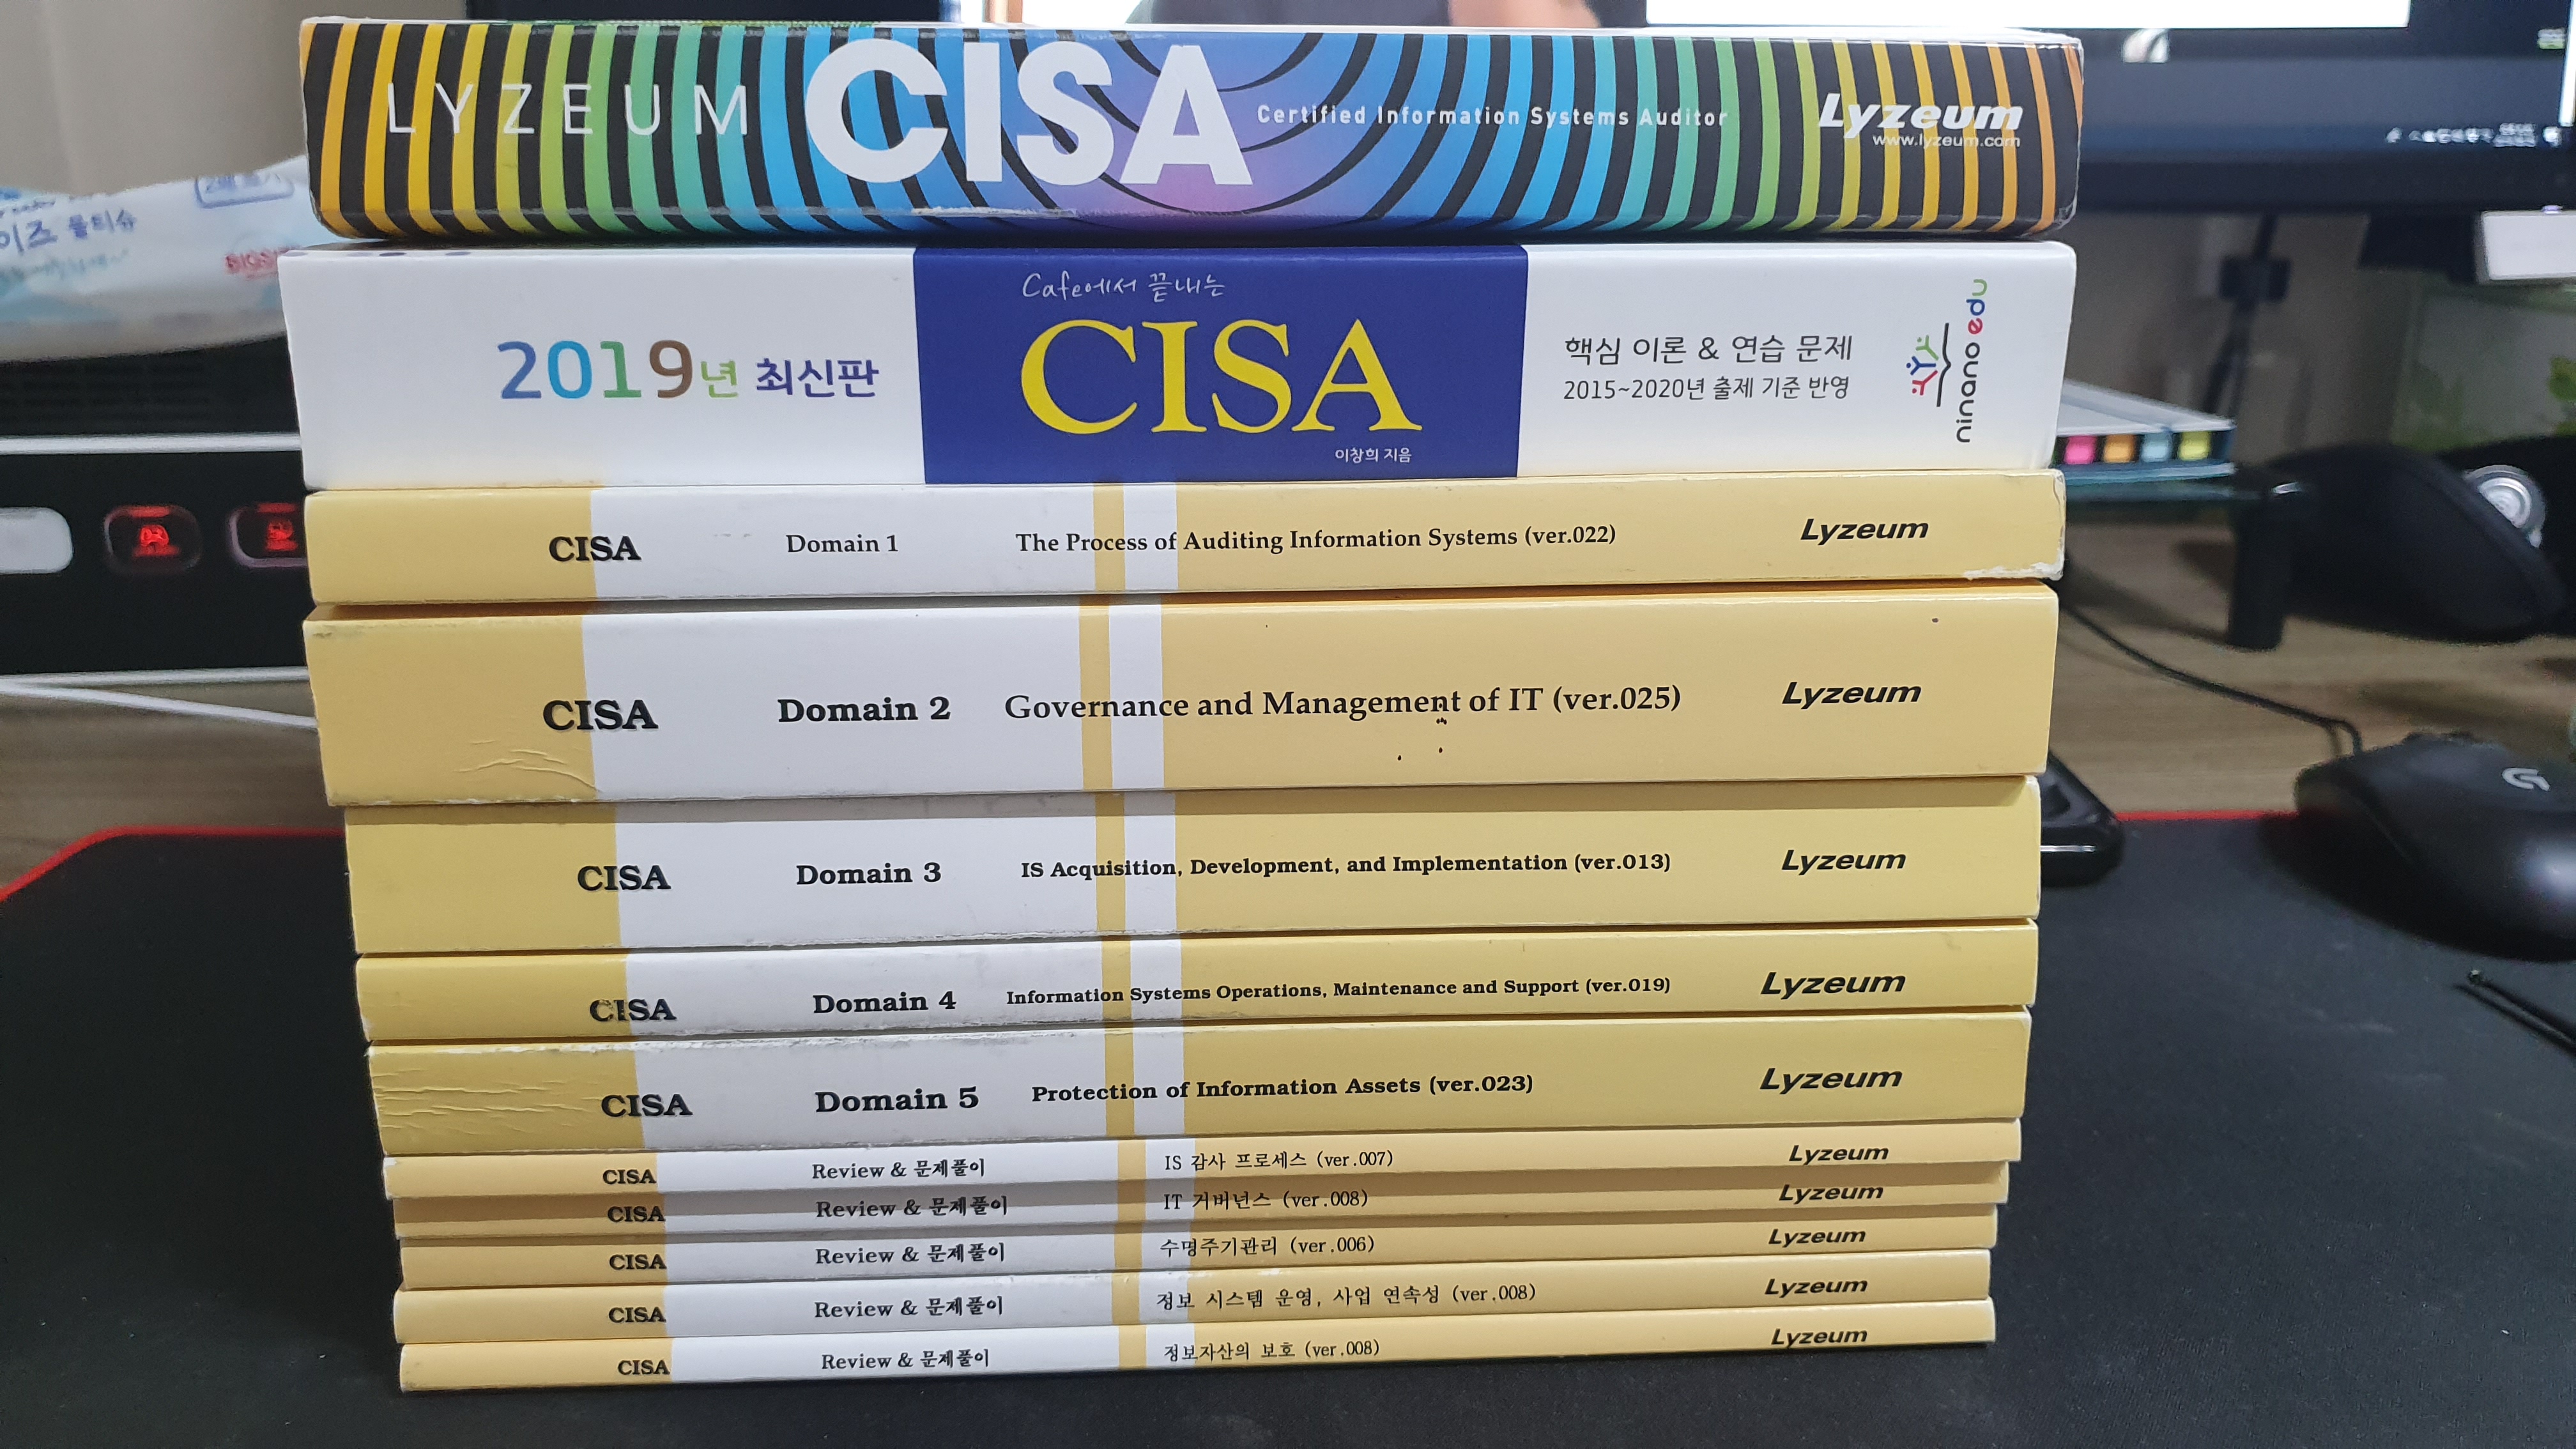 LYZEUM CISA Certified Information Systems Auditor Lyzeum
www.lyzeum.com
이즈 물티슈
2019년 최신판
Cafe에서 끝내는
CISA
이창희 지음
핵심 이론 & 연습 문제
2015~2020년 출제 기준 반영
ninano edu
CISA Domain 1 The Process of Auditing Information Systems (ver.022) Lyzeum
CISA Domain 2 Governance and Management of IT (ver.025) Lyzeum
CISA Domain 3 IS Acquisition, Development, and Implementation (ver.013) Lyzeum
CISA Domain 4 Information Systems Operations, Maintenance and Support (ver.019) Lyzeum
CISA Domain 5 Protection of Information Assets (ver.023) Lyzeum
CISA Review & 문제풀이 IS 감사 프로세스 (ver.007) Lyzeum
CISA Review & 문제풀이 IT 거버넌스 (ver.008) Lyzeum
CISA Review & 문제풀이 수명주기관리 (ver.006) Lyzeum
CISA Review & 문제풀이 정보 시스템 운영, 사업 연속성 (ver.008) Lyzeum
CISA Review & 문제풀이 정보자산의 보호 (ver.008) Lyzeum